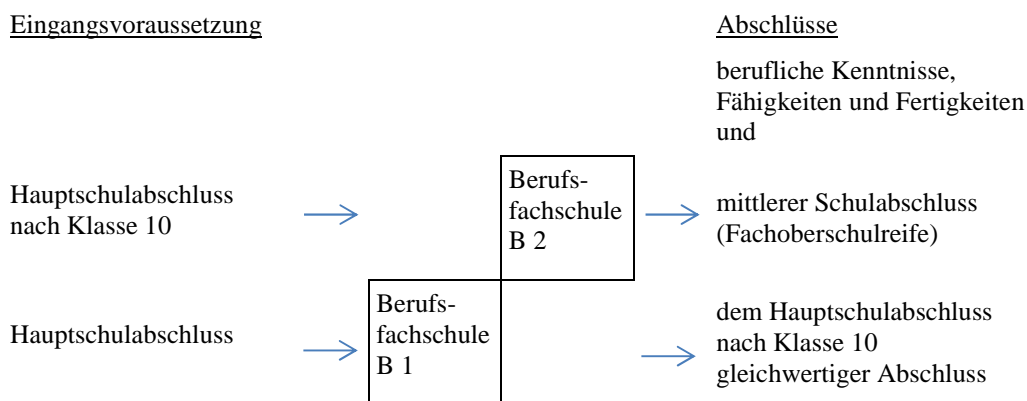 Eingangsvoraussetzung
Abschlüsse
berufliche Kenntnisse,
Fähigkeiten und Fertigkeiten
und
Hauptschulabschluss
nach Klasse 10
Berufs-
fachschule
B 2
mittlerer Schulabschluss
(Fachoberschulreife)
Hauptschulabschluss
Berufs-
fachschule
B 1
dem Hauptschulabschluss
nach Klasse 10
gleichwertiger Abschluss